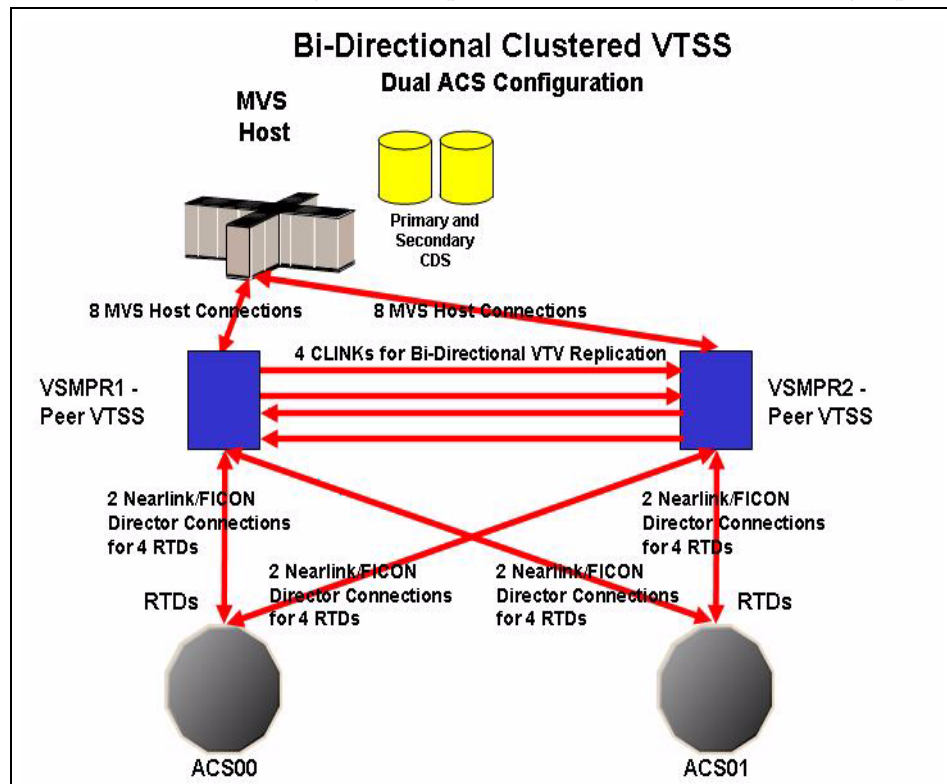 Bi-Directional Clustered VTSS
Dual ACS Configuration
MVS
Host
Primary and
Secondary
CDS
8 MVS Host Connections
8 MVS Host Connections
4 CLINKs for Bi-Directional VTV Replication
VSMPR1 -
Peer VTSS
VSMPR2 -
Peer VTSS
2 Nearlink/FICON
Director Connections
for 4 RTDs
2 Nearlink/FICON
Director Connections
for 4 RTDs
2 Nearlink/FICON
Director Connections
for 4 RTDs
2 Nearlink/FICON
Director Connections
for 4 RTDs
RTDs
RTDs
ACS00
ACS01